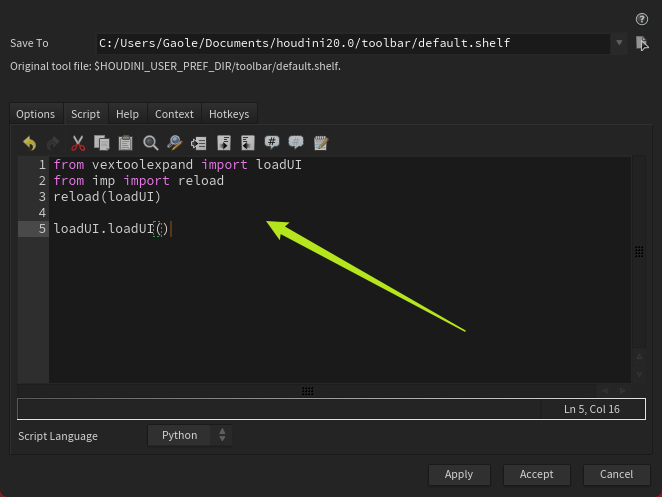 Save To
C:/Users/Gaole/Documents/houdini20.0/toolbar/default.shelf
Original tool file: $HOUDINI_USER_PREF_DIR/toolbar/default.shelf.
Options Script Help Context Hotkeys
1 from vextoolexpand import loadUI
2 from imp import reload
3 reload(loadUI)
4
5 loadUI.loadUI()
Ln 5, Col 16
Script Language Python
Apply Accept Cancel